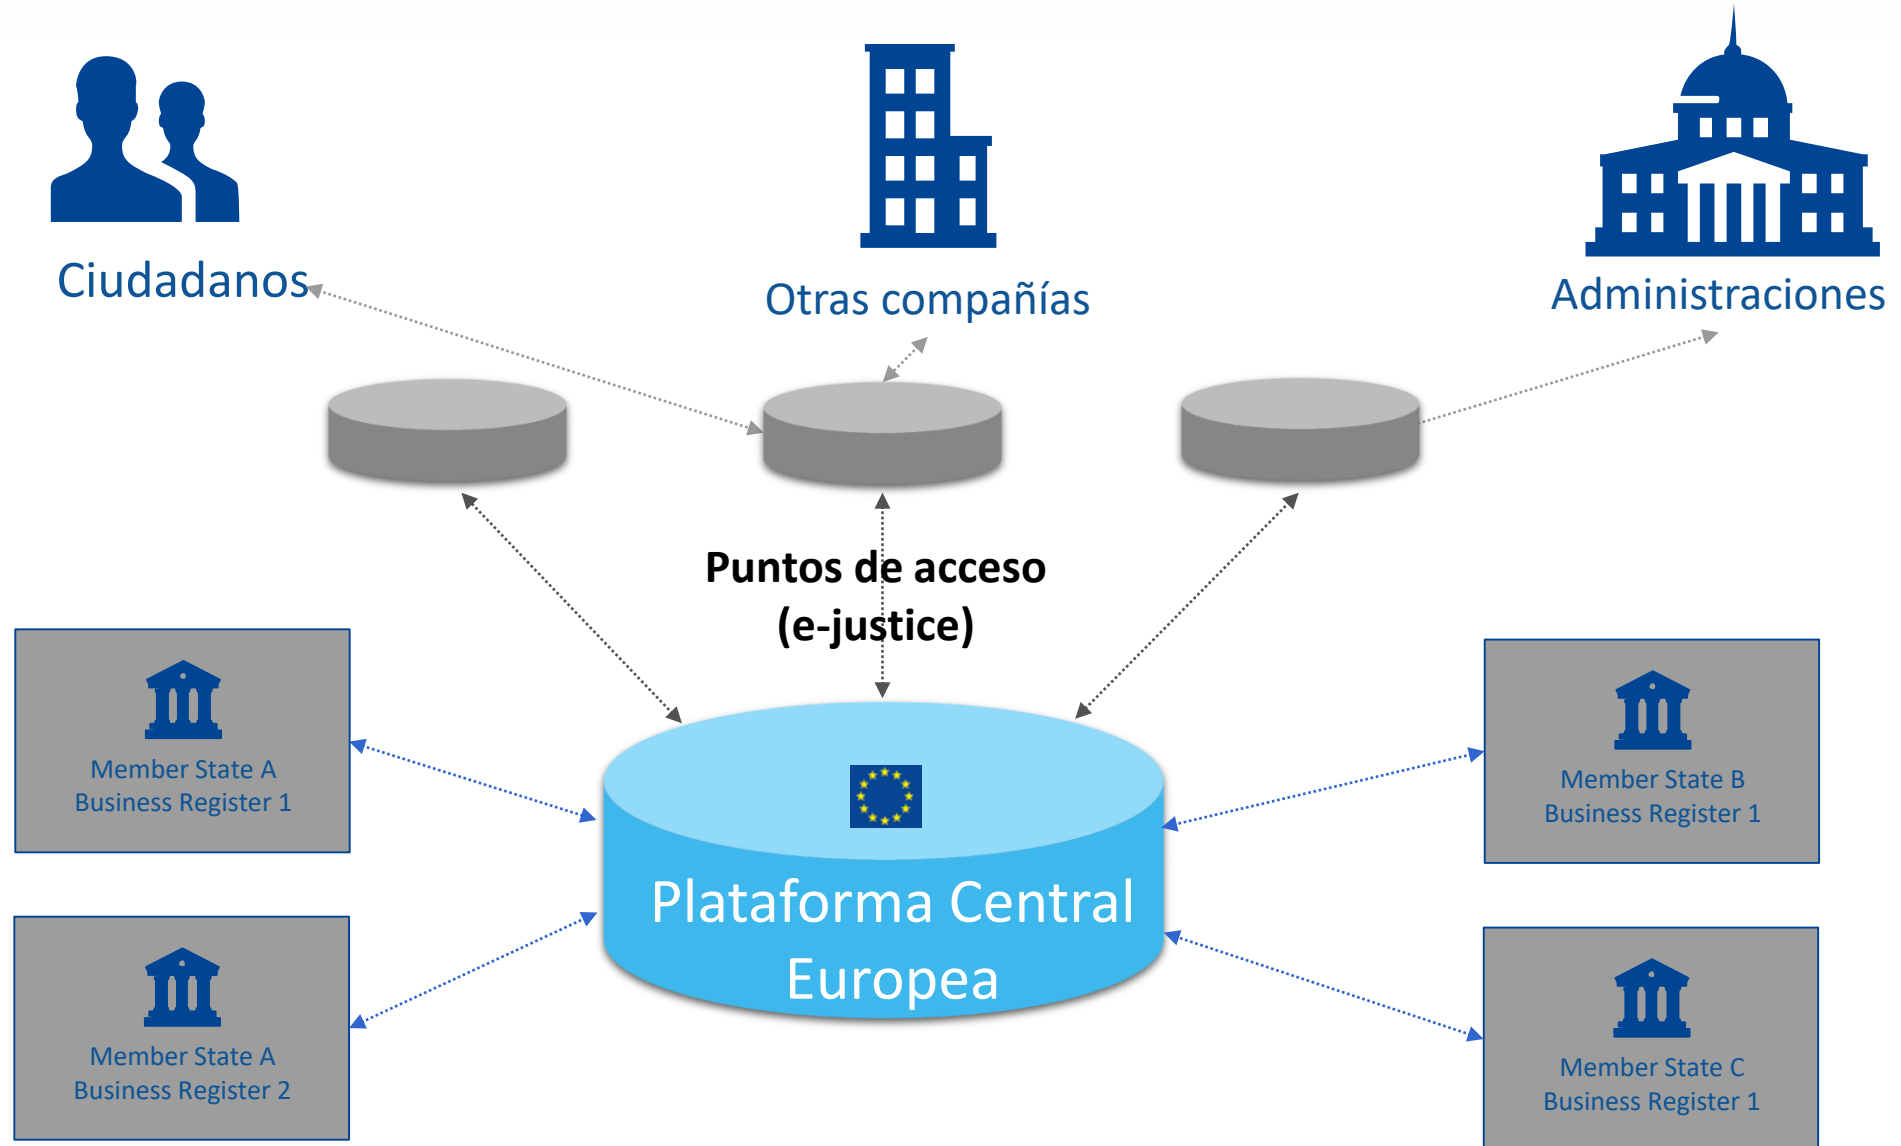 Ciudadanos
Otras compañías
Administraciones
Puntos de acceso
(e-justice)
Member State A
Business Register 1
Member State B
Business Register 1
Plataforma Central
Europea
Member State A
Business Register 2
Member State C
Business Register 1